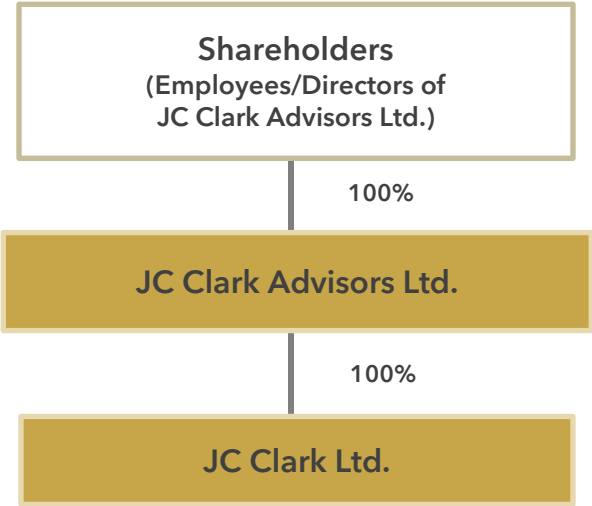 Shareholders
(Employees/Directors of
JC Clark Advisors Ltd.)
100%
JC Clark Advisors Ltd.
100%
JC Clark Ltd.